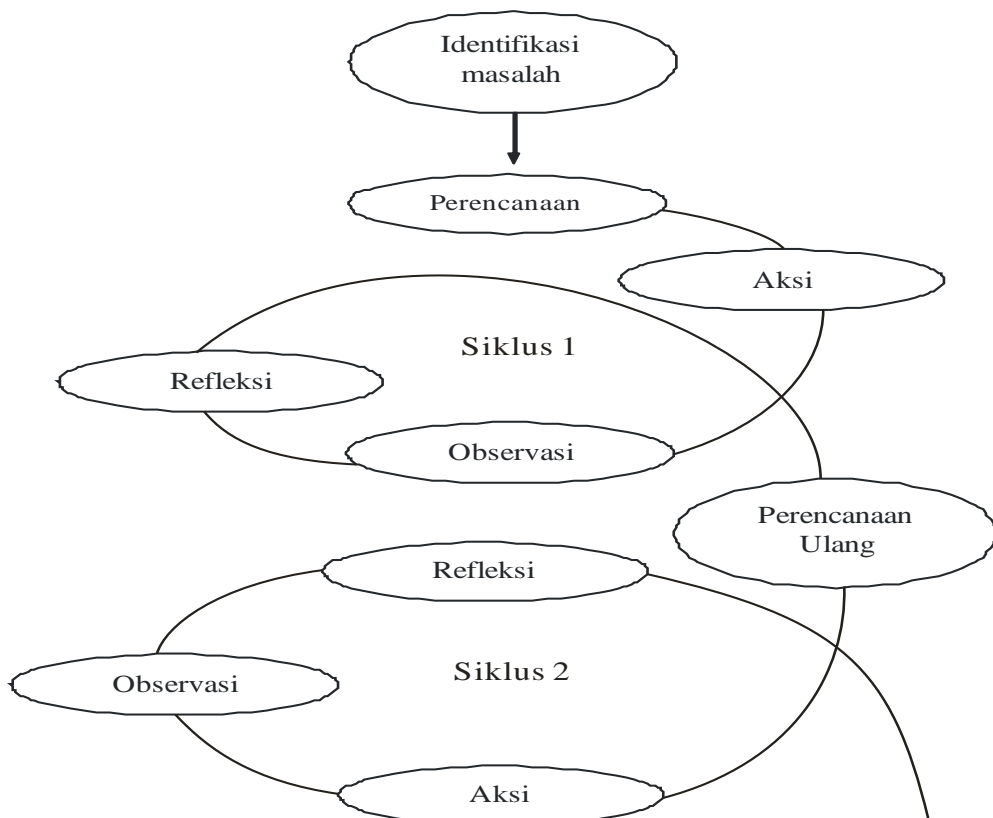 Identifikasi
masalah
Perencanaan
Aksi
Siklus 1
Refleksi
Observasi
Perencanaan
Ulang
Refleksi
Siklus 2
Observasi
Aksi